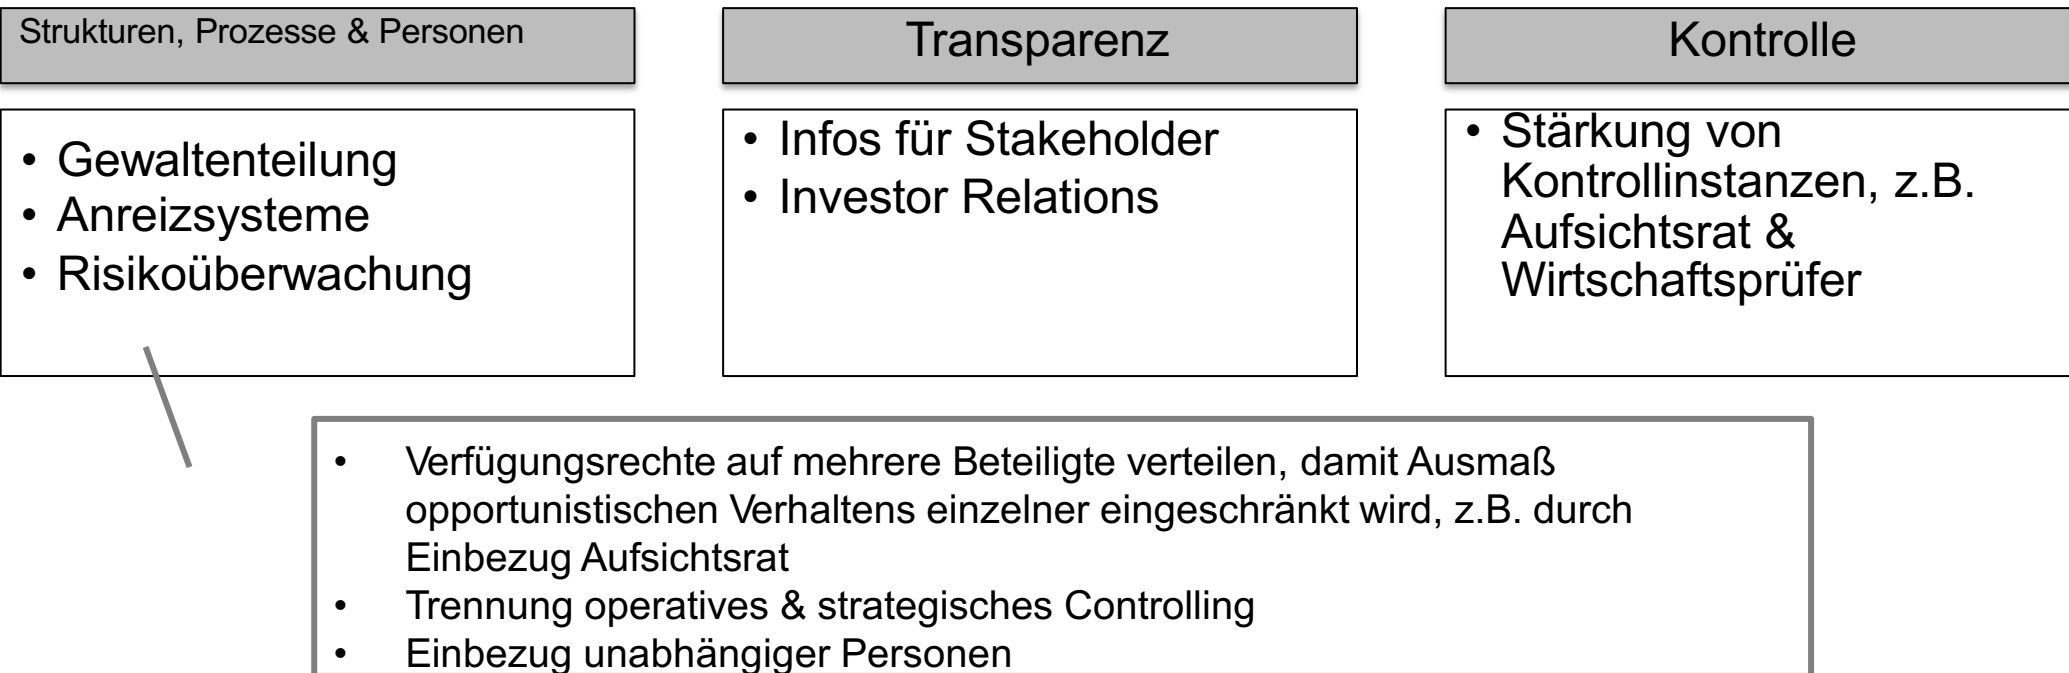 Strukturen, Prozesse & Personen
• Gewaltenteilung
• Anreizsysteme
• Risikoüberwachung
Transparenz
• Infos für Stakeholder
• Investor Relations
Kontrolle
• Stärkung von
Kontrollinstanzen, z.B.
Aufsichtsrat &
Wirtschaftsprüfer
• Verfügungsrechte auf mehrere Beteiligte verteilen, damit Ausmaß
opportunistischen Verhaltens einzelner eingeschränkt wird, z.B. durch
Einbezug Aufsichtsrat
• Trennung operatives & strategisches Controlling
• Einbezug unabhängiger Personen